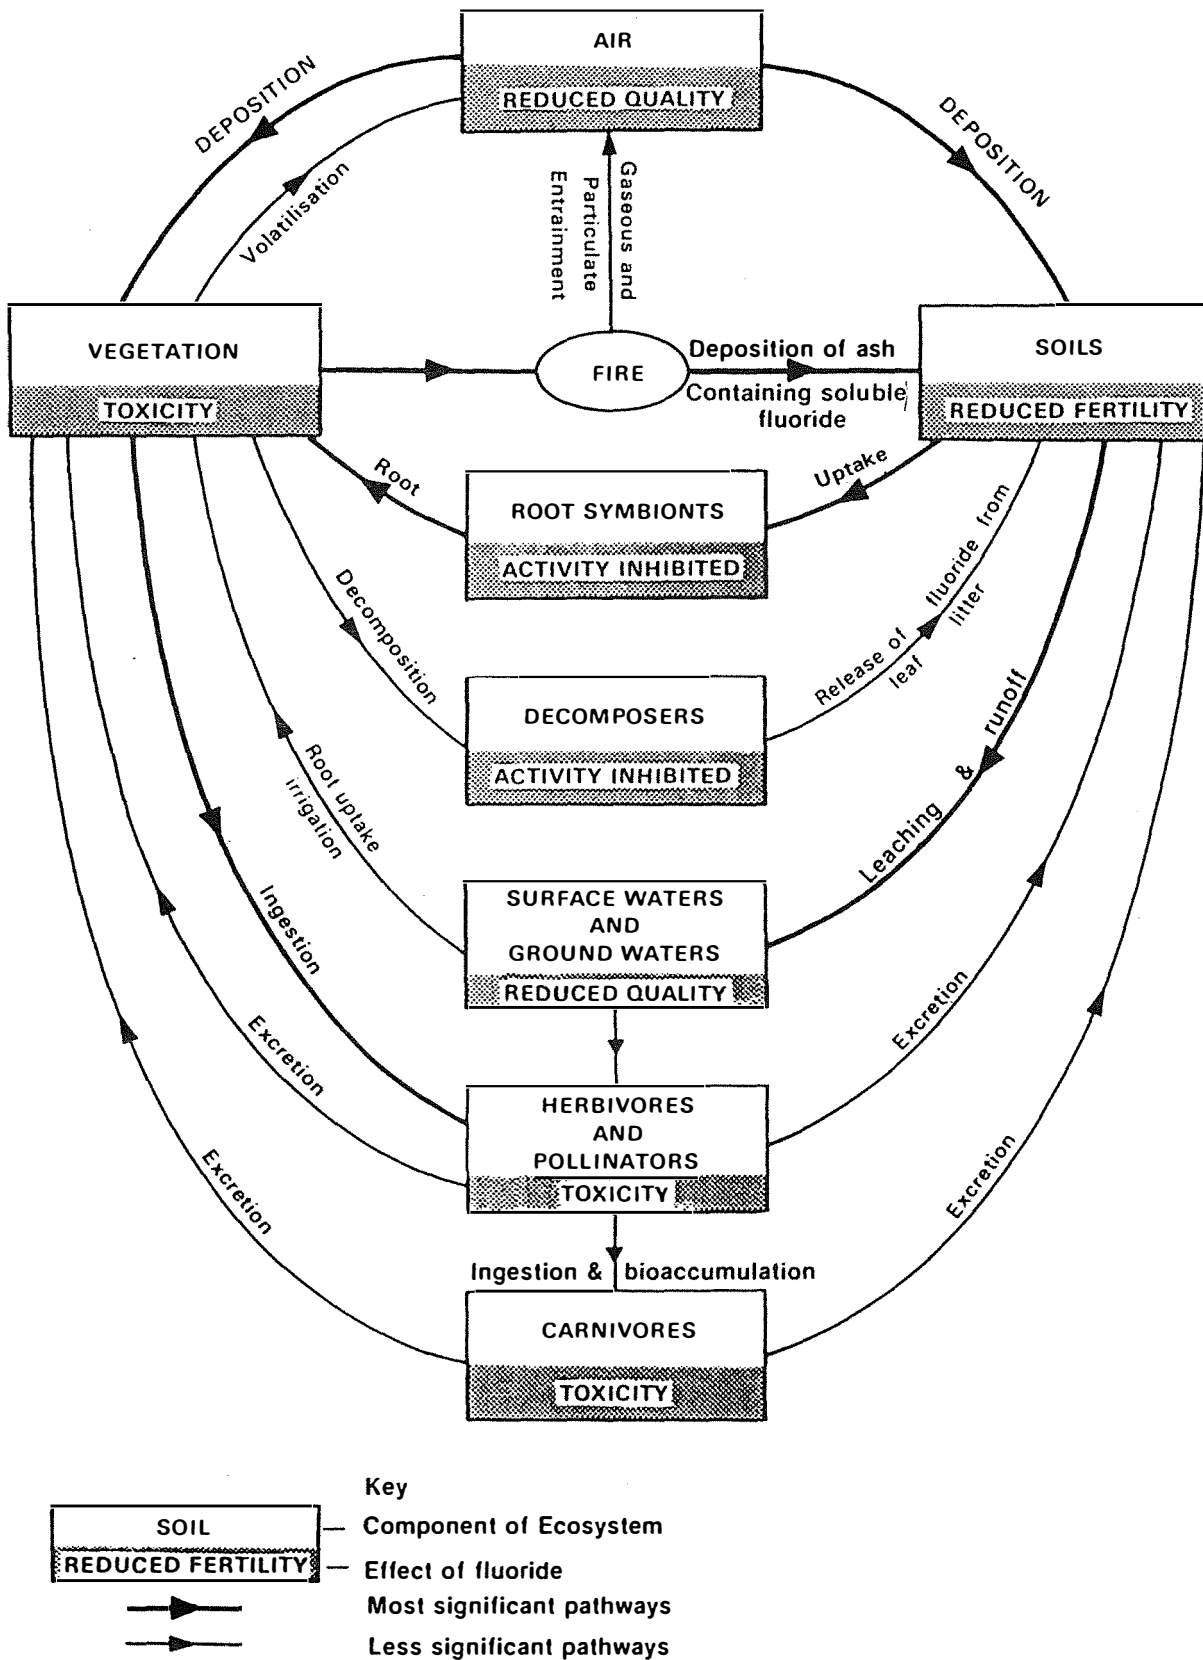 AIR
REDUCED QUALITY
DEPOSITION
DEPOSITION
Volatilisation
Gaseous and
Particulate
Entrainment
VEGETATION
TOXICITY
FIRE
Deposition of ash
Containing soluble
fluoride
SOILS
REDUCED FERTILITY
Root
Uptake
ROOT SYMBIONTS
ACTIVITY INHIBITED
Decomposition
Release of fluoride from
leaf litter
DECOMPOSERS
ACTIVITY INHIBITED
Root uptake
irrigation
Leaching & runoff
SURFACE WATERS
AND
GROUND WATERS
REDUCED QUALITY
Ingestion
Excretion
Excretion
HERBIVORES
AND
POLLINATORS
TOXICITY
Excretion
Excretion
Ingestion & bioaccumulation
CARNIVORES
TOXICITY
Key
SOIL
Component of Ecosystem
REDUCED FERTILITY
Effect of fluoride
Most significant pathways
Less significant pathways